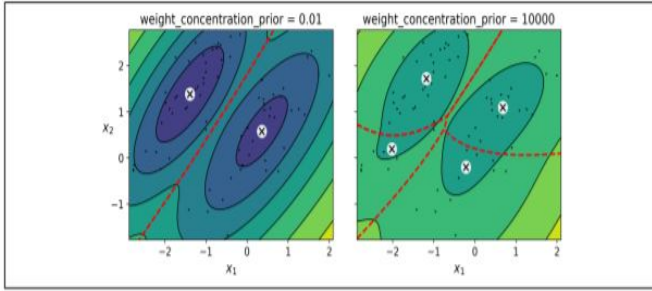 weight_concentration_prior = 0.01
weight_concentration_prior = 10000
x₂
2
1
0
−1
−2 −1 0 1 2
−2 −1 0 1 2
x₁
x₁